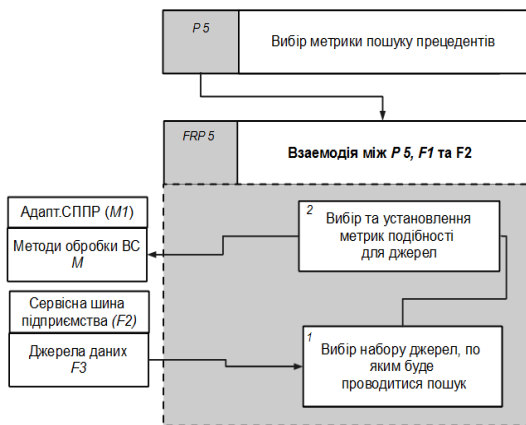 P 5
Вибір метрики пошуку прецедентів
FRP 5
Взаемодія між P 5, F1 та F2
Адапт.СППР (M1)
Методи обробки ВС
M
2
Вибір та установлення
метрик подібності
для джерел
Сервісна шина
підприємства (F2)
Джерела даних
F3
1
Вибір набору джерел, по
яким буде
проводитися пошук